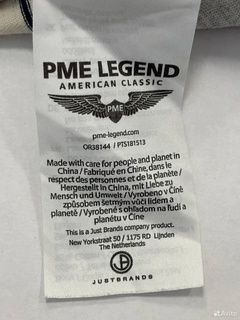 PME LEGEND
AMERICAN CLASSIC
PME
pme-legend.com
OR38144 / PTS181513
Made with care for people and planet in
China / Fabriqué en Chine, dans le
respect des personnes et de la planète /
Hergestellt in China, mit Liebe zu
Mensch und Umwelt / Vyrobeno v Číně
způsobem šetrným vůči lidem a
planetě / Vyrobené s ohľadom na ľudí a
planétu v Číne
This is a Just Brands company product.
New Yorkstraat 50 / 1175 RD Lijnden
The Netherlands
JB
JUSTBRANDS
Avito